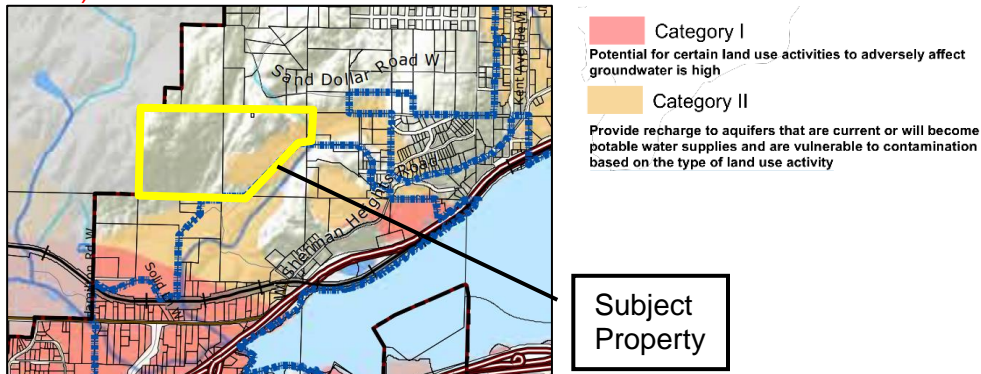 Sand Dollar Road W
Kent Avenue W
Sherman Heights Road
Category I
Potential for certain land use activities to adversely affect
groundwater is high
Category II
Provide recharge to aquifers that are current or will become
potable water supplies and are vulnerable to contamination
based on the type of land use activity
Subject
Property